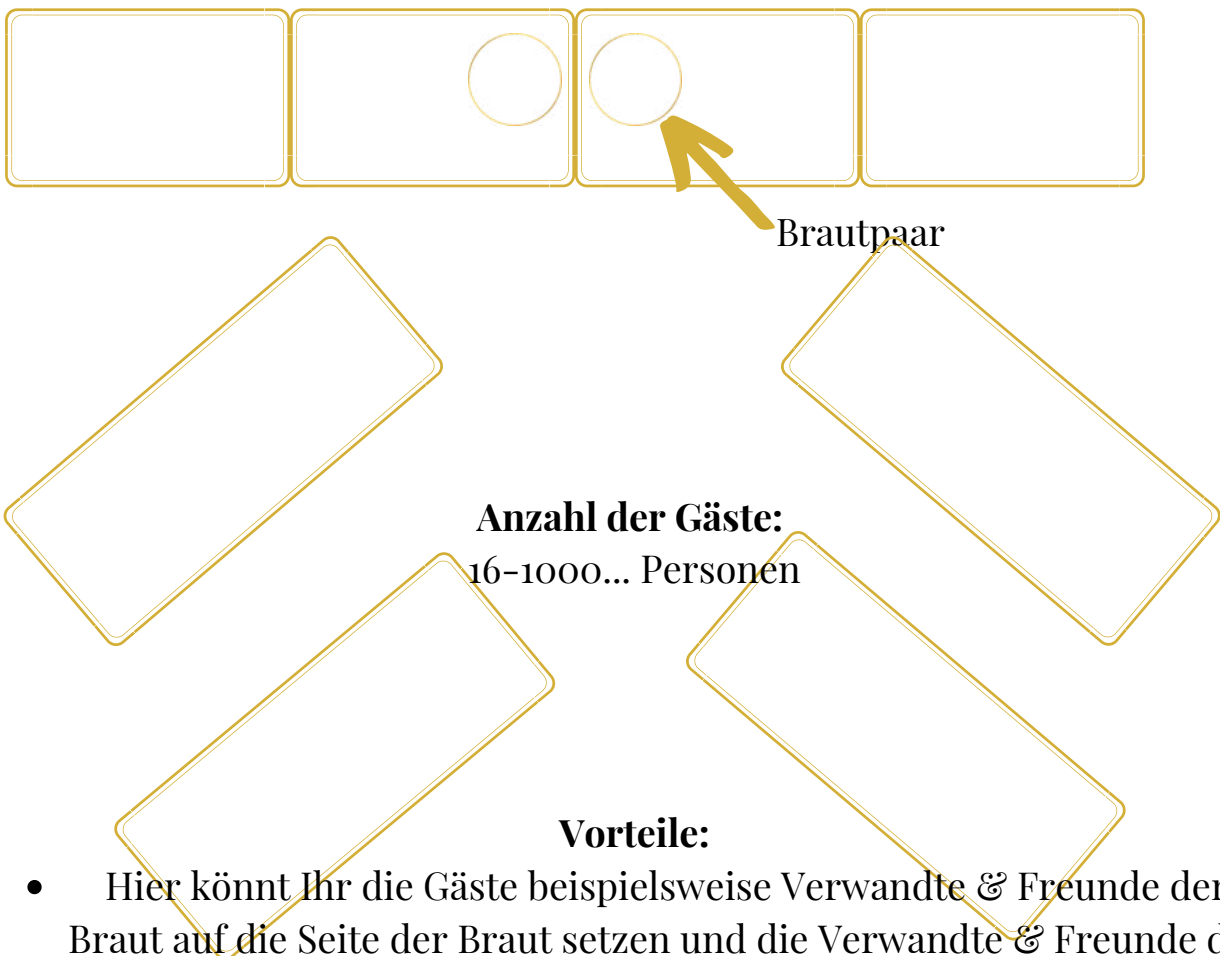 Brautpaar
Anzahl der Gäste:
16-1000... Personen
Vorteile:
• Hier könnt Ihr die Gäste beispielsweise Verwandte & Freunde der
Braut auf die Seite der Braut setzen und die Verwandte & Freunde d